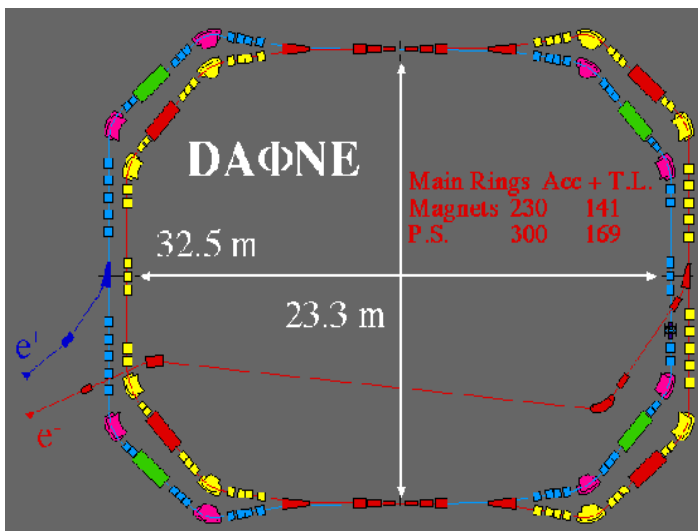 DAΦNE
Main Rings Acc + T.L.
Magnets 230 141
P.S. 300 169
32.5 m
23.3 m
e⁺
e⁻